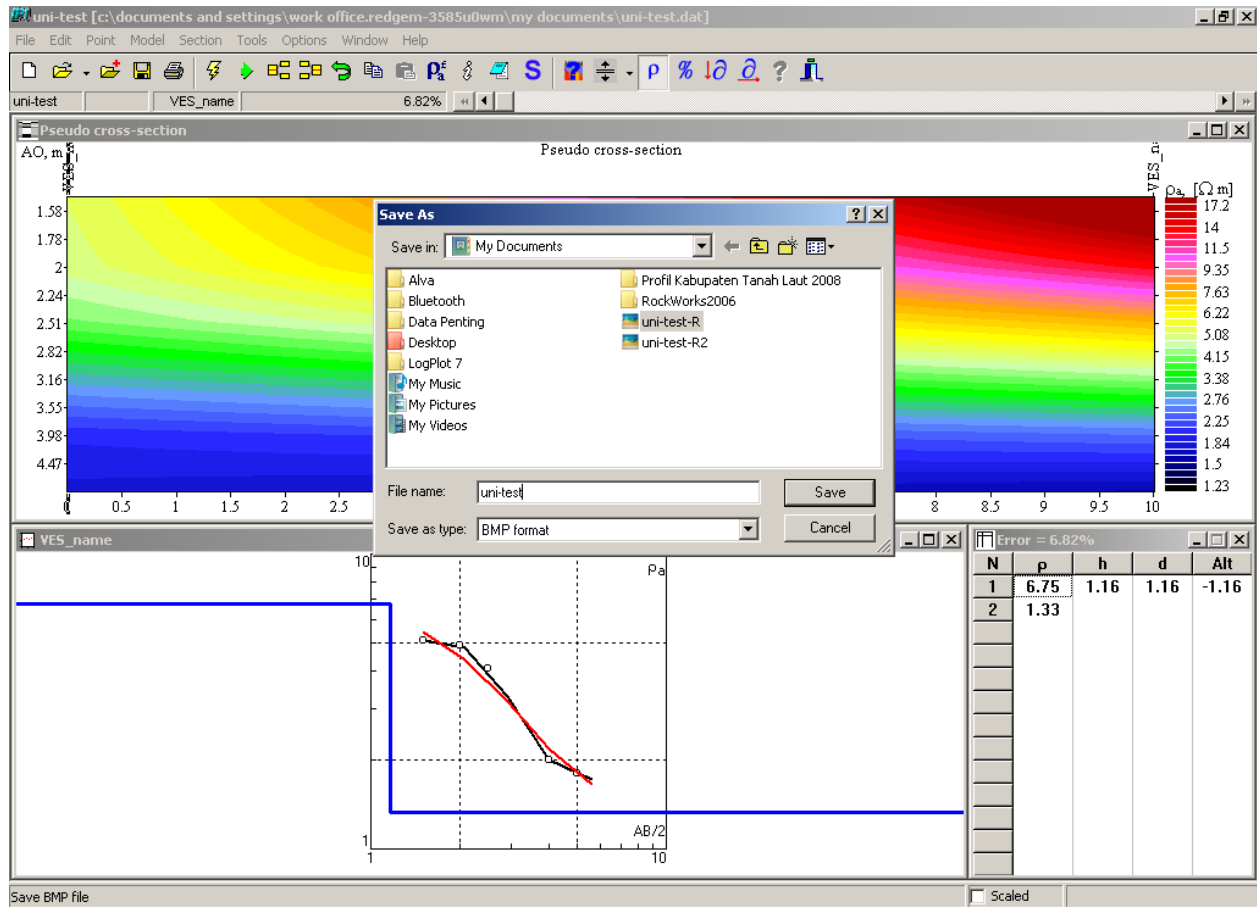 uni-test [c:\documents and settings\work office.redgem-3585u0wm\my documents\uni-test.dat]
File Edit Point Model Section Tools Options Window Help
uni-test VES_name 6.82%
Pseudo cross-section
AO, m Pseudo cross-section
VES_na
ρa, [Ω m]
1.58
1.78
2
2.24
2.51
2.82
3.16
3.55
3.98
4.47
0 0.5 1 1.5 2 2.5 8 8.5 9 9.5 10
17.2
14
11.5
9.35
7.63
6.22
5.08
4.15
3.38
2.76
2.25
1.84
1.5
1.23
Save As
Save in: My Documents
Alva
Bluetooth
Data Penting
Desktop
LogPlot 7
My Music
My Pictures
My Videos
Profil Kabupaten Tanah Laut 2008
RockWorks2006
uni-test-R
uni-test-R2
File name: uni-test Save
Save as type: BMP format Cancel
VES_name
10 Pa
1 AB/2
1 10
Error = 6.82%
N ρ h d Alt
1 6.75 1.16 1.16 -1.16
2 1.33
Save BMP file Scaled